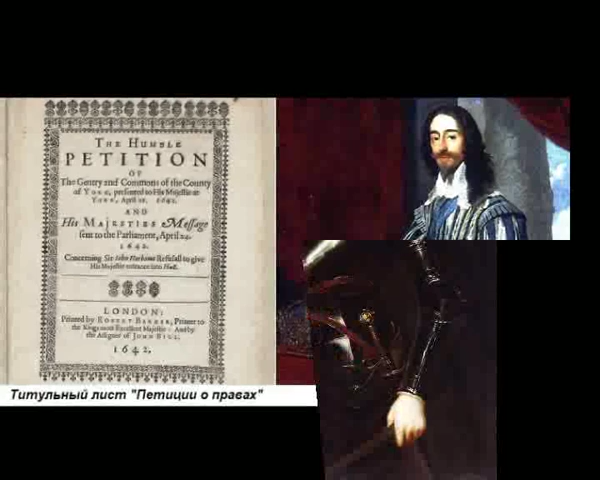 THE HUMBLE
PETITION
OF
The Gentry and Commons of the County
of YORK, presented to His Majestie at
YORK, April 22. 1642.
AND
His MAJESTIES Message
sent to the Parliament, April 24.
1642.
Concerning Sir John Hothams Refusall to give
His Majestie entrance into Hull.
LONDON:
Printed by ROBERT BARKER, Printer to
the Kings most Excellent Majestie: And by
the Assignes of JOHN BILL.
1642.
Титульный лист "Петиции о правах"